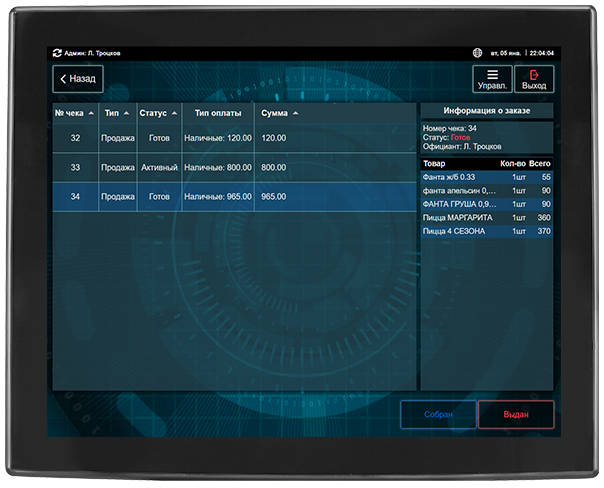 Админ: Л. Троцков
вт, 05 янв. | 22:04:04
Назад
Управл.
Выход
№ чека Тип Статус Тип оплаты Сумма
32 Продажа Готов Наличные: 120.00 120.00
33 Продажа Активный Наличные: 800.00 800.00
34 Продажа Готов Наличные: 965.00 965.00
Информация о заказе
Номер чека: 34
Статус: Готов
Официант: Л. Троцков
Товар Кол-во Всего
Фанта ж/б 0.33 1шт 55
фанта апельсин 0,... 1шт 90
ФАНТА ГРУША 0,9... 1шт 90
Пицца МАРГАРИТА 1шт 360
Пицца 4 СЕЗОНА 1шт 370
Собран
Выдан